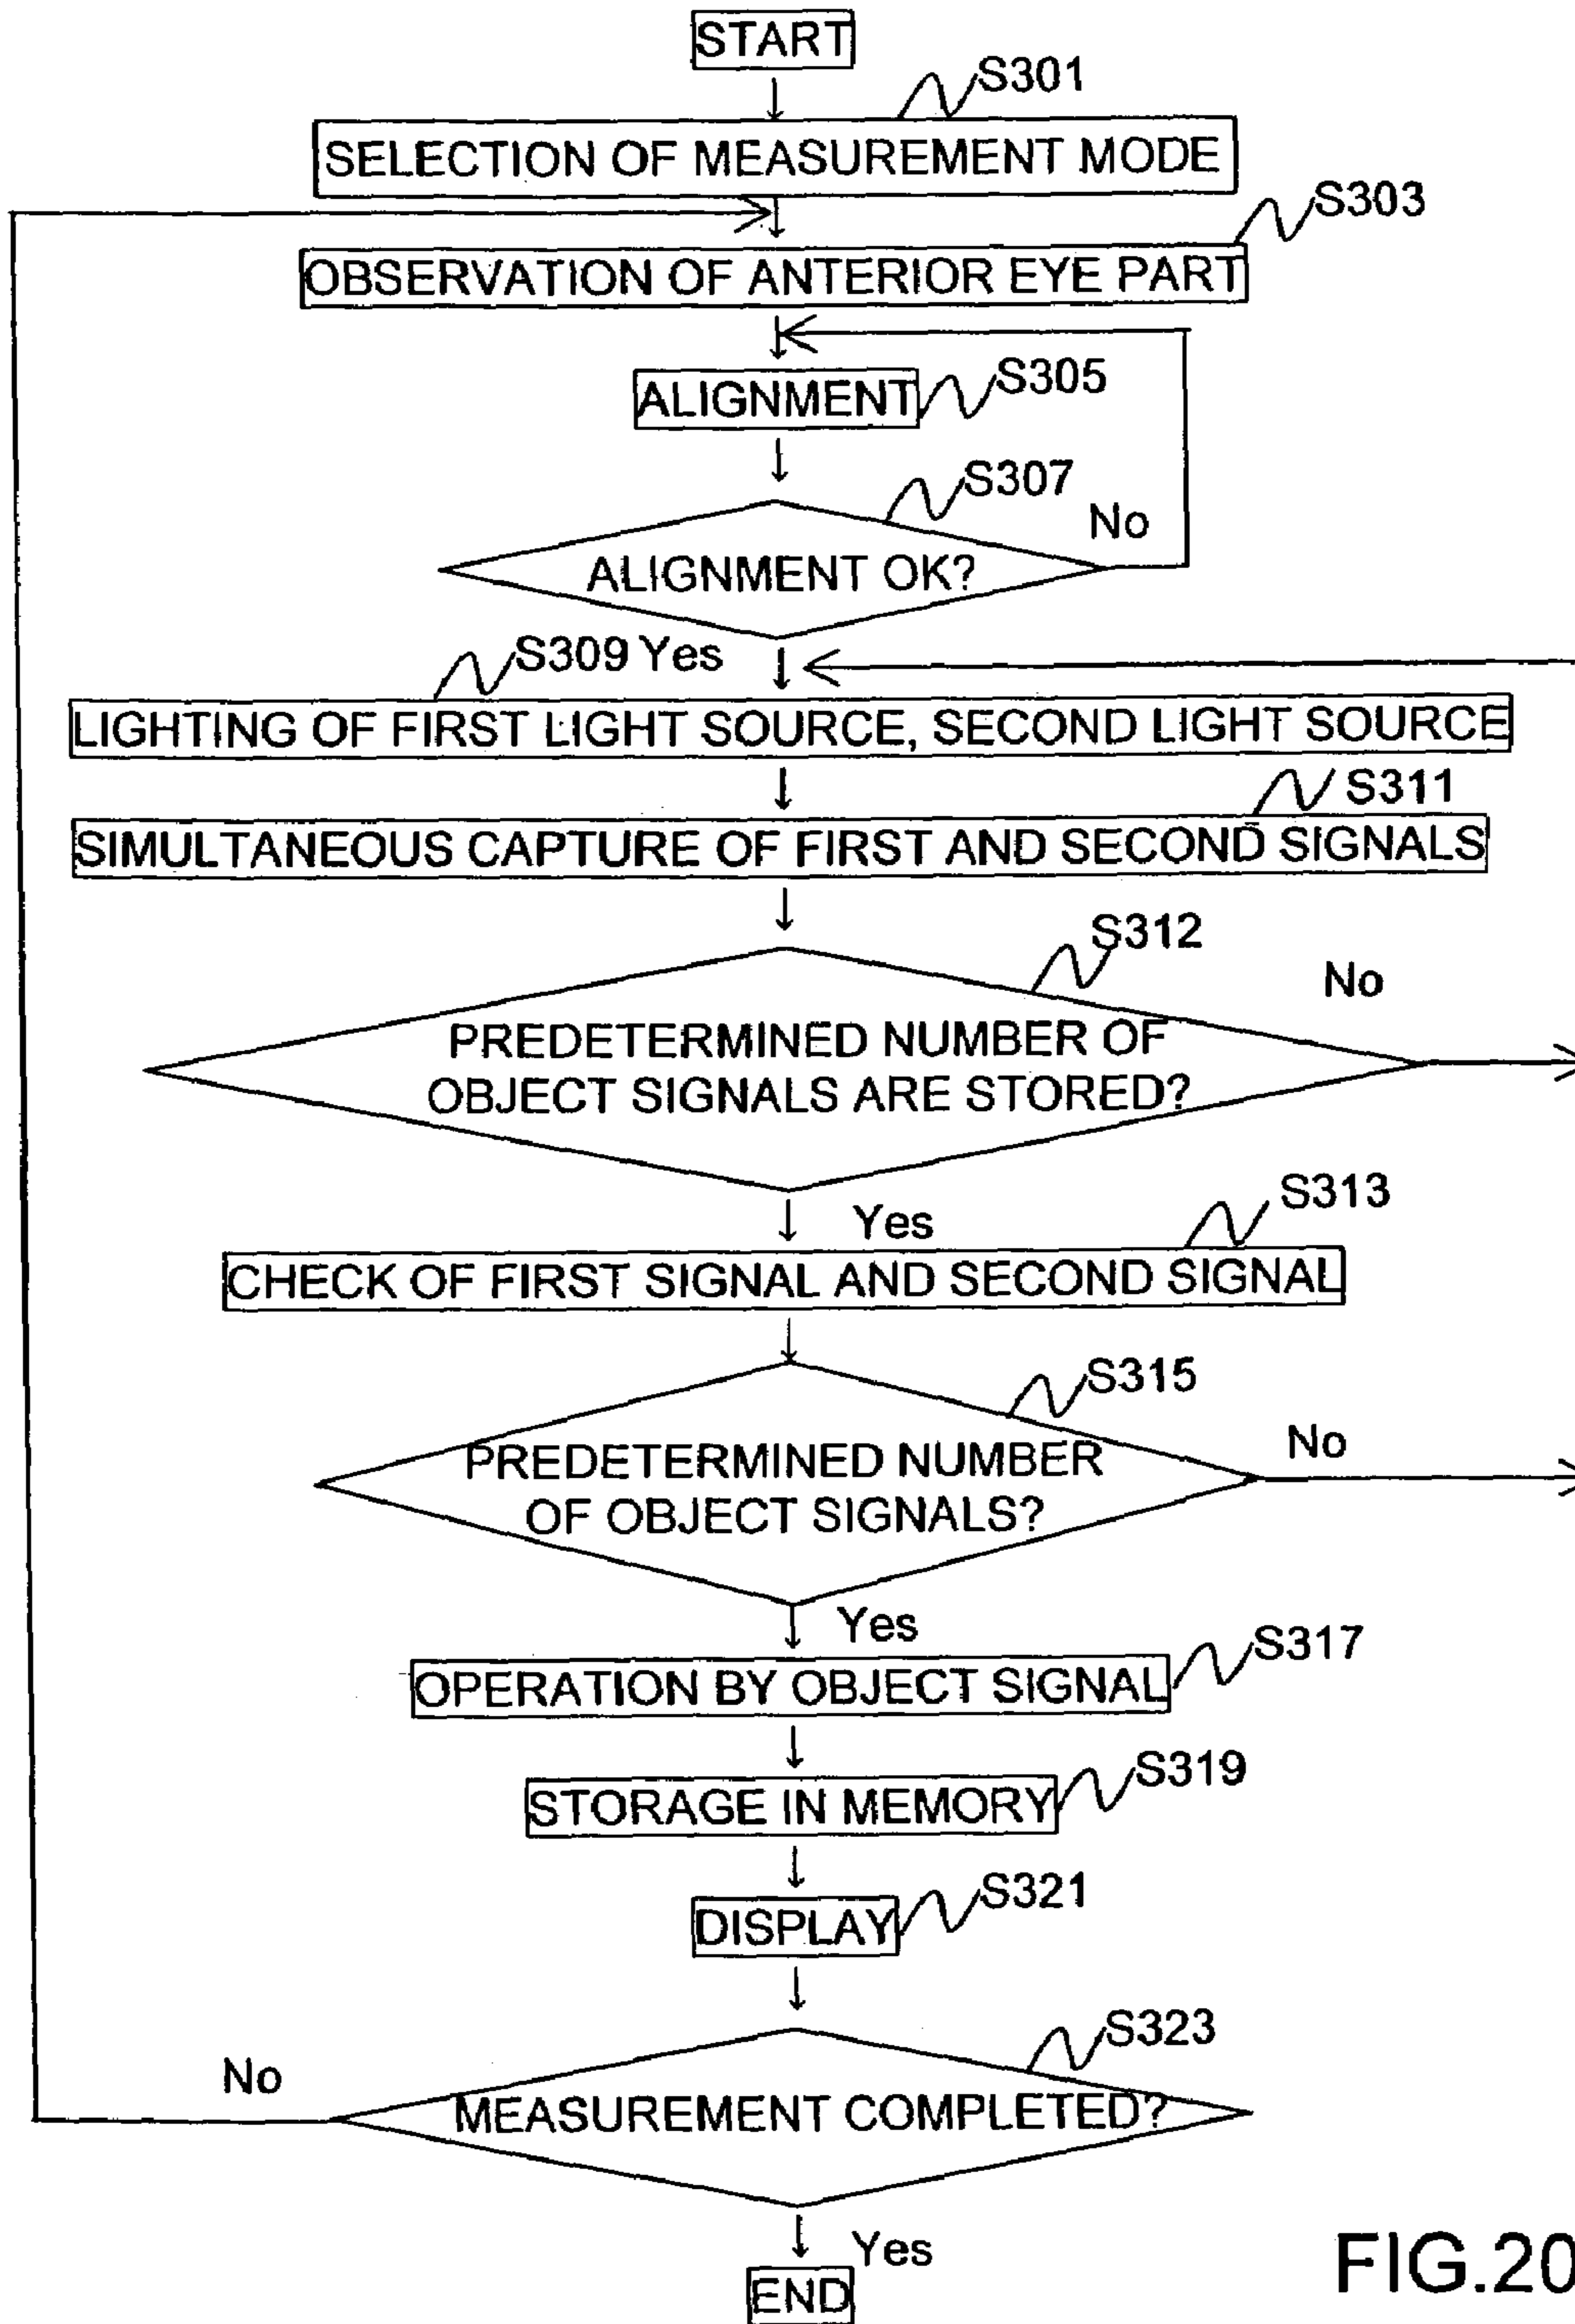 START
S301
SELECTION OF MEASUREMENT MODE
S303
OBSERVATION OF ANTERIOR EYE PART
ALIGNMENT
S305
S307
No
ALIGNMENT OK?
S309 Yes
LIGHTING OF FIRST LIGHT SOURCE, SECOND LIGHT SOURCE
S311
SIMULTANEOUS CAPTURE OF FIRST AND SECOND SIGNALS
S312
No
PREDETERMINED NUMBER OF
OBJECT SIGNALS ARE STORED?
Yes
S313
CHECK OF FIRST SIGNAL AND SECOND SIGNAL
S315
No
PREDETERMINED NUMBER
OF OBJECT SIGNALS?
Yes
OPERATION BY OBJECT SIGNAL
S317
STORAGE IN MEMORY
S319
DISPLAY
S321
S323
No
MEASUREMENT COMPLETED?
Yes
END
FIG.20